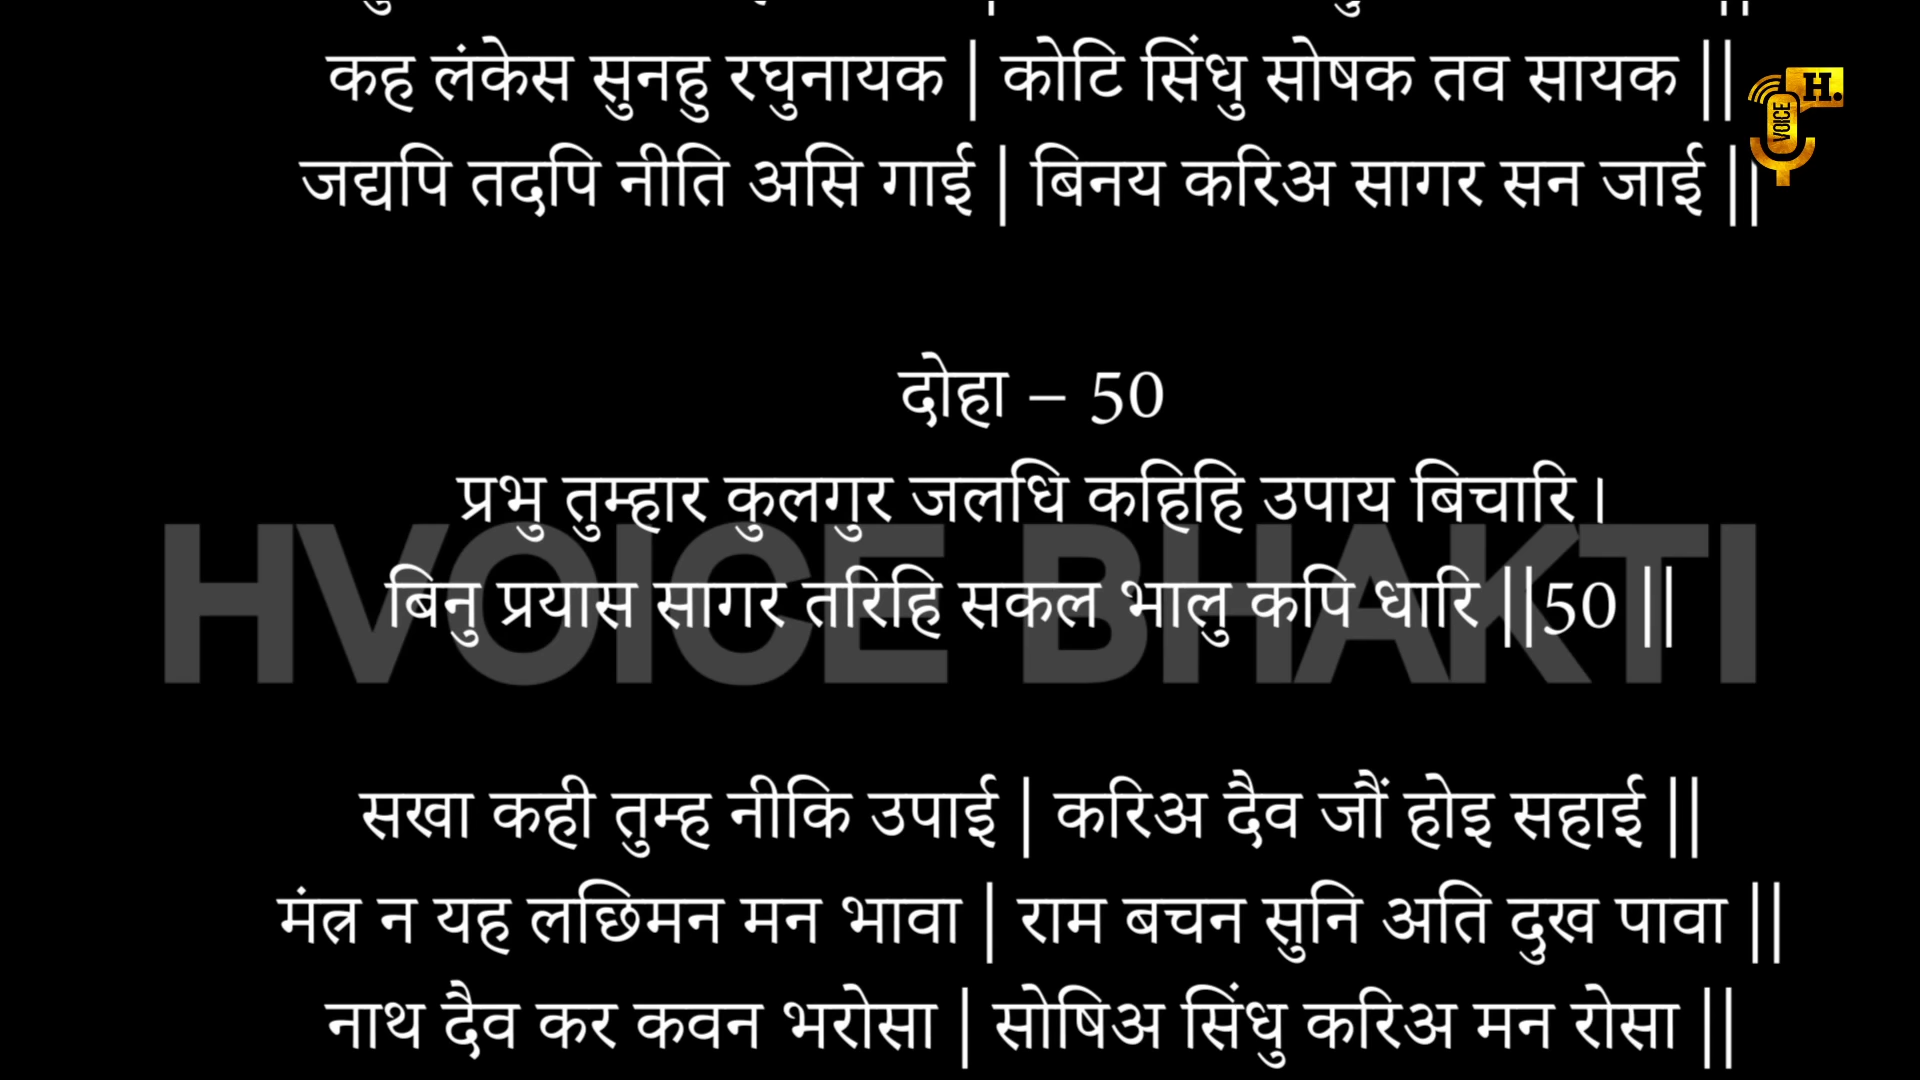 कह लंकेस सुनहु रघुनायक | कोटि सिंधु सोषक तव सायक ||
जद्यपि तदपि नीति असि गाई | बिनय करिअ सागर सन जाई ||
H.
VOICE
दोहा – 50
प्रभु तुम्हार कुलगुर जलधि कहिहि उपाय बिचारि।
बिनु प्रयास सागर तरिहि सकल भालु कपि धारि ||50 ||
HVOICE BHAKTI
सखा कही तुम्ह नीकि उपाई | करिअ दैव जौं होइ सहाई ||
मंत्र न यह लछिमन मन भावा | राम बचन सुनि अति दुख पावा ||
नाथ दैव कर कवन भरोसा | सोषिअ सिंधु करिअ मन रोसा ||